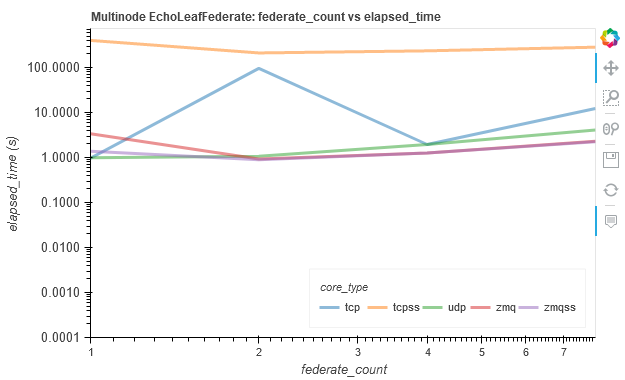 Multinode EchoLeafFederate: federate_count vs elapsed_time
elapsed_time (s)
100.0000
10.0000
1.0000
0.1000
0.0100
0.0010
0.0001
core_type
tcp tcpss udp zmq zmqss
1 2 3 4 5 6 7
federate_count